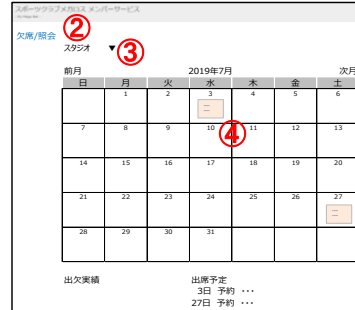 スポーツクラブメガロス メンバーサービス
欠席/照会
②
スタジオ ▼ ③
前月 2019年7月 次月
日 月 火 水 木 金 土
1 2 3 4 5 6
7 8 9 10 ④ 11 12 13
14 15 16 17 18 19 20
21 22 23 24 25 26 27
28 29 30 31
出欠実績 出席予定
3日 予約 ･･･
27日 予約 ･･･